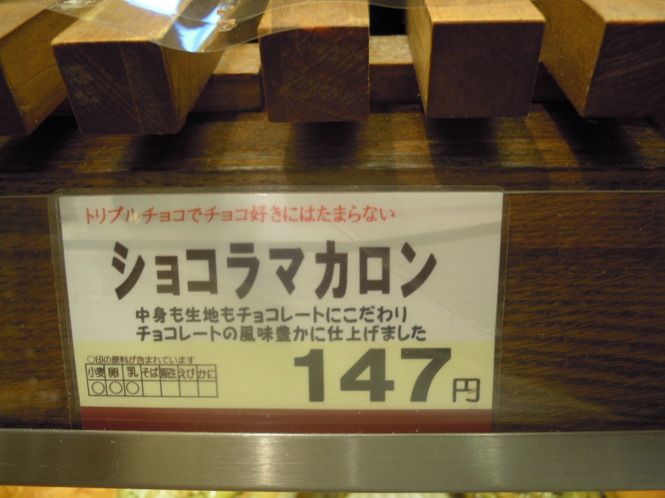 トリプルチョコでチョコ好きにはたまらない
ショコラマカロン
中身も生地もチョコレートにこだわり
チョコレートの風味豊かに仕上げました
○印の原料が含まれています
小麦 卵 乳 そば 落花生 えび かに
○ ○ ○
147円